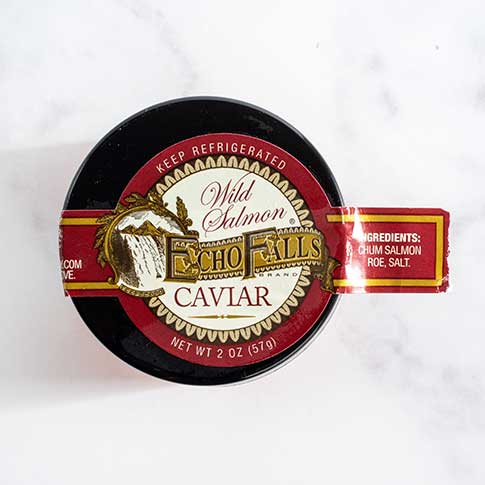 KEEP REFRIGERATED
Wild
Salmon®
ECHO FALLS
BRAND
CAVIAR
NET WT 2 OZ (57g)
.COM
VE.
INGREDIENTS:
CHUM SALMON
ROE, SALT.